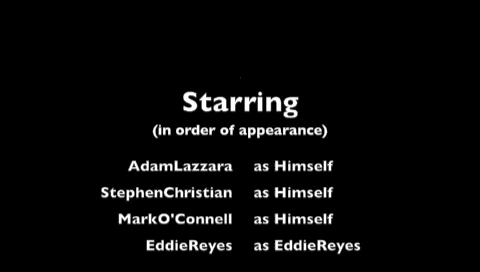 Starring
(in order of appearance)
AdamLazzara as Himself
StephenChristian as Himself
MarkO'Connell as Himself
EddieReyes as EddieReyes